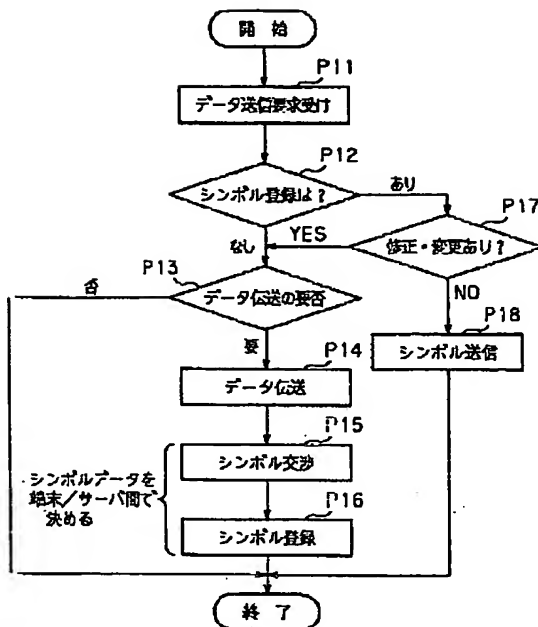 開始
P11
データ送信要求受け
P12
シンボル登録は?
あり
P17
なし
YES
修正・変更あり?
P13
否
データ伝送の要否
NO
P18
シンボル送信
要
P14
データ伝送
P15
シンボル交渉
シンボルデータを
端末/サーバ間で
決める
P16
シンボル登録
終了